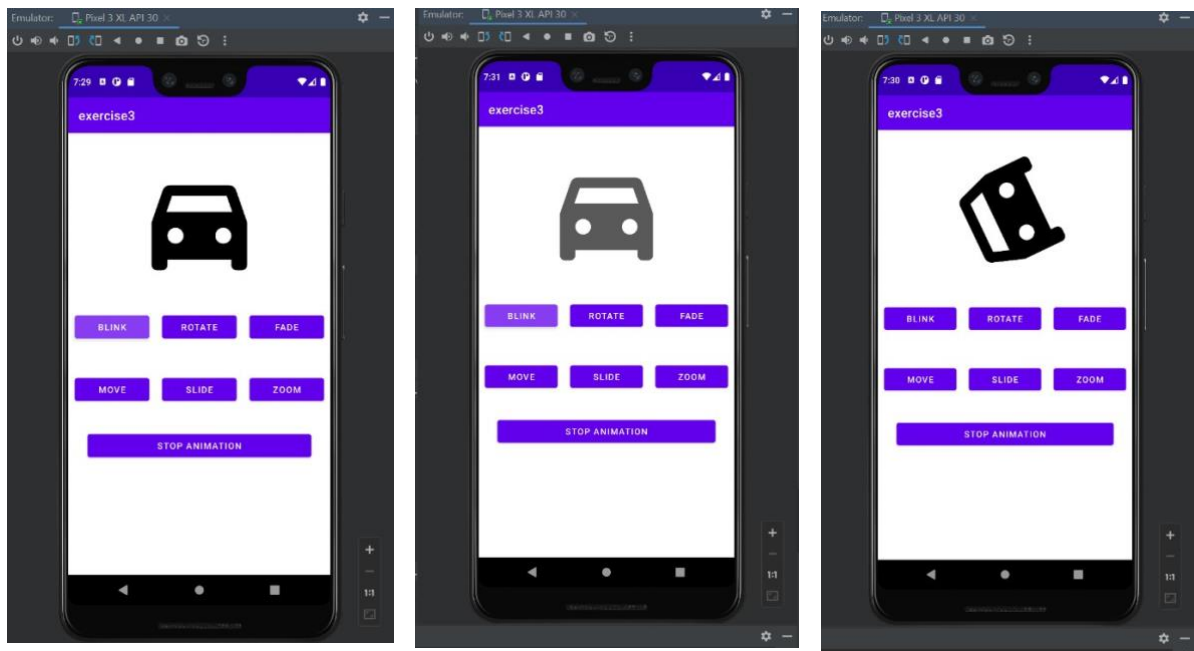 Emulator: Pixel 3 XL API 30
7:29
exercise3
BLINK ROTATE FADE
MOVE SLIDE ZOOM
STOP ANIMATION
1:1
Emulator: Pixel 3 XL API 30
7:31
exercise3
BLINK ROTATE FADE
MOVE SLIDE ZOOM
STOP ANIMATION
1:1
Emulator: Pixel 3 XL API 30
7:30
exercise3
BLINK ROTATE FADE
MOVE SLIDE ZOOM
STOP ANIMATION
1:1